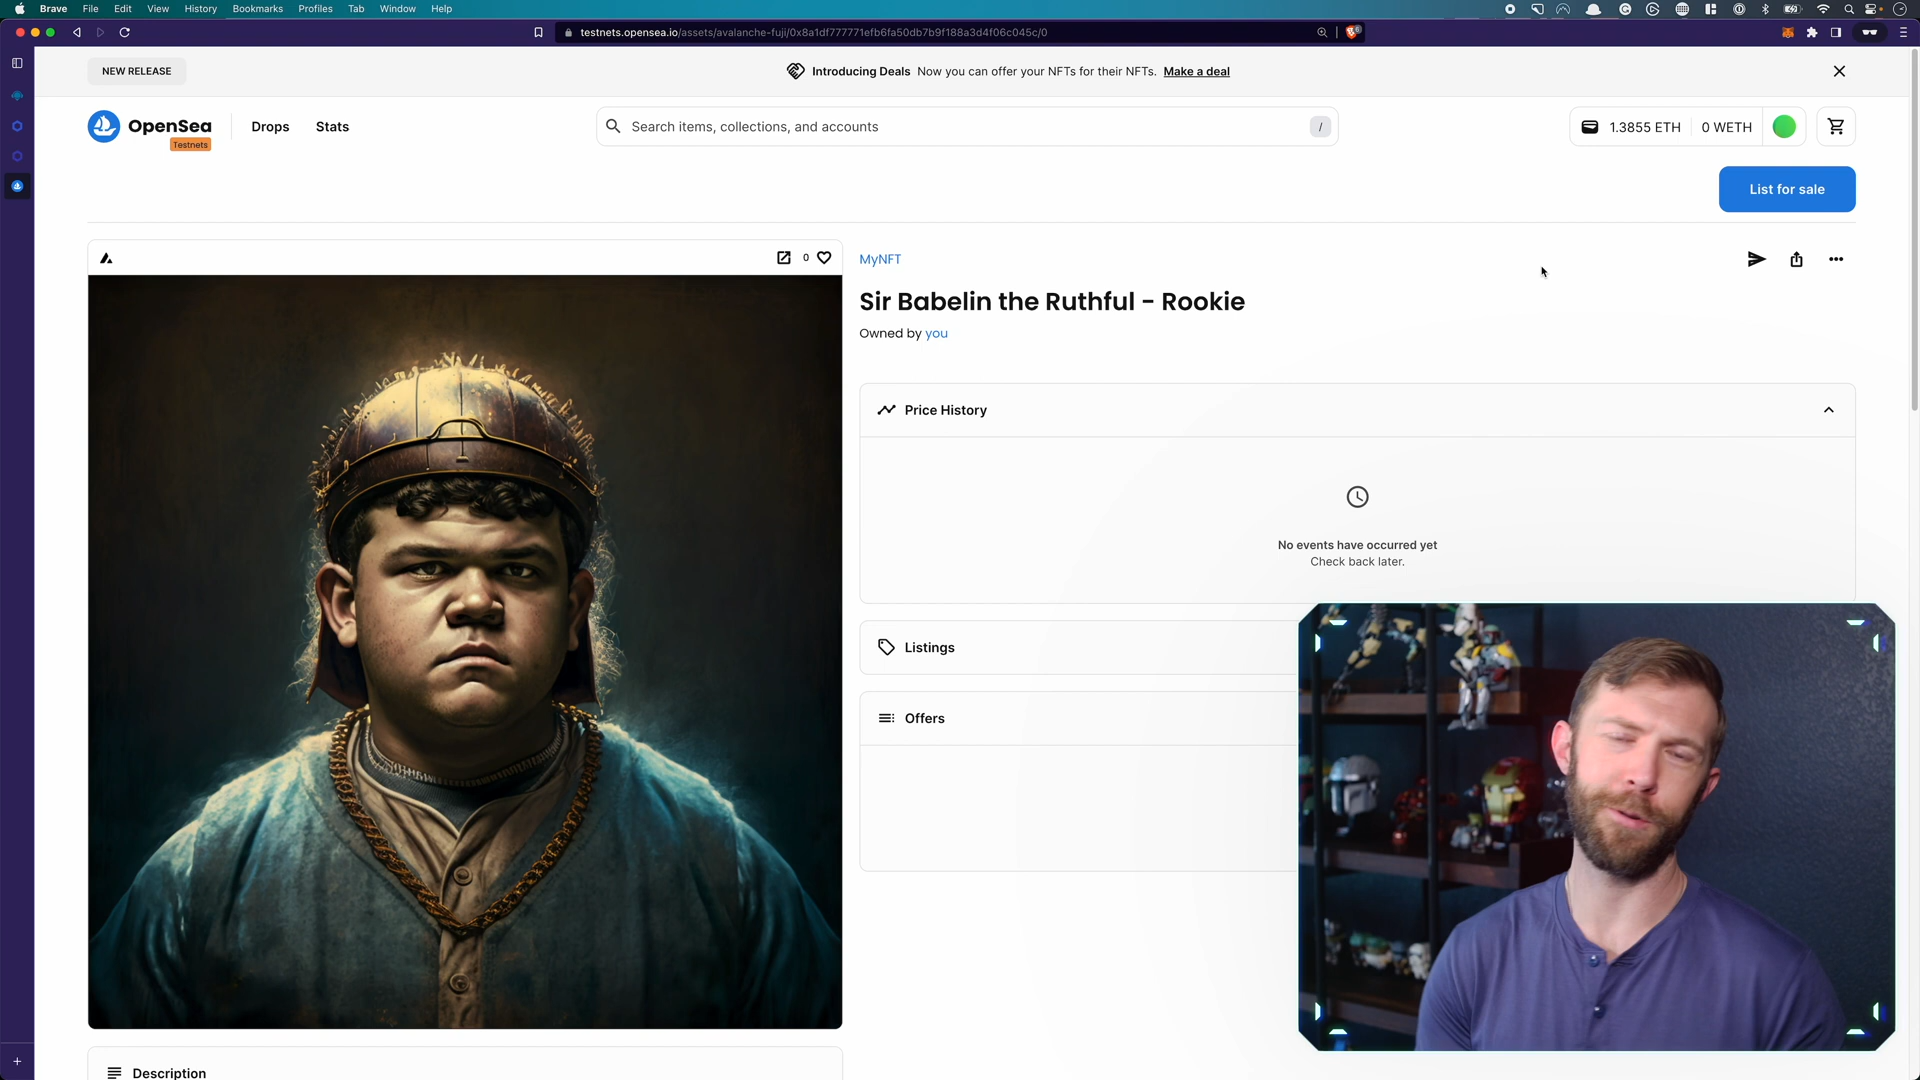 Brave File Edit View History Bookmarks Profiles Tab Window Help
testnets.opensea.io/assets/avalanche-fuji/0x8a1df777771efb6fa50db7b9f188a3d4f06c045c/0
NEW RELEASE
Introducing Deals Now you can offer your NFTs for their NFTs. Make a deal
OpenSea
Testnets
Drops
Stats
Search items, collections, and accounts
/
1.3855 ETH
0 WETH
List for sale
0
MyNFT
Sir Babelin the Ruthful - Rookie
Owned by you
Price History
No events have occurred yet
Check back later.
Listings
Offers
Description